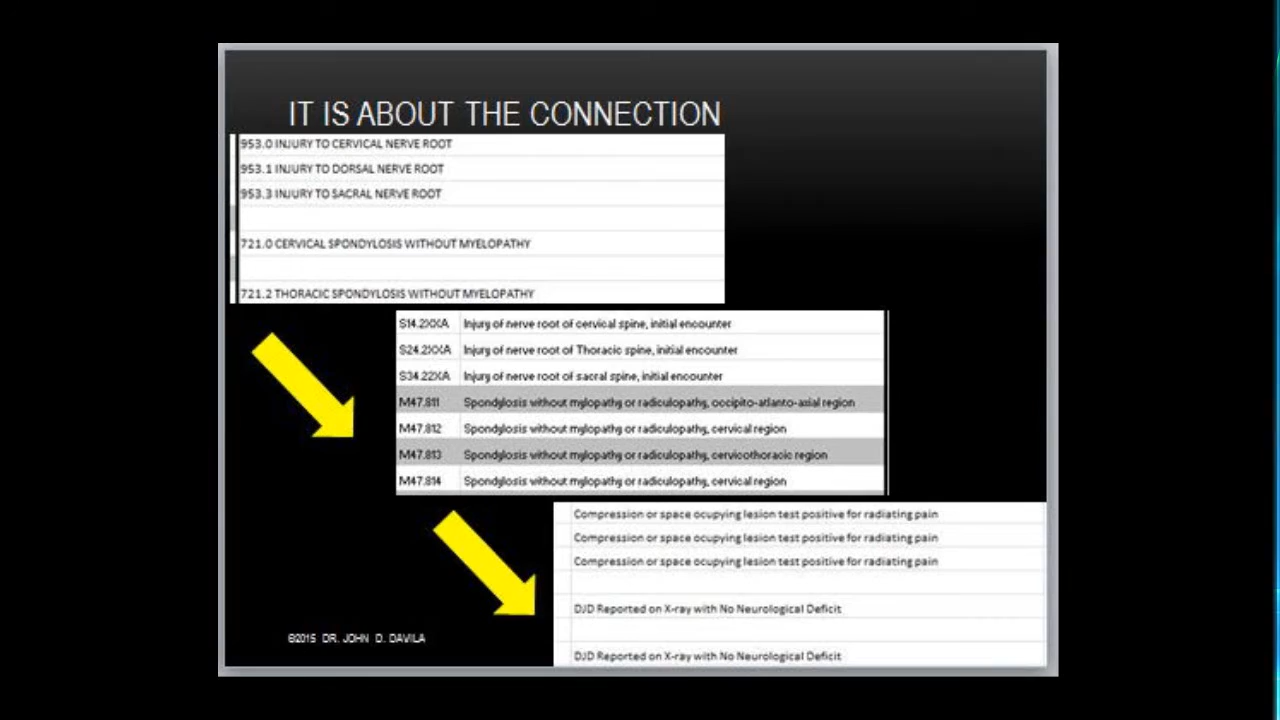 IT IS ABOUT THE CONNECTION
953.0 INJURY TO CERVICAL NERVE ROOT
953.1 INJURY TO DORSAL NERVE ROOT
953.3 INJURY TO SACRAL NERVE ROOT
721.0 CERVICAL SPONDYLOSIS WITHOUT MYELOPATHY
721.2 THORACIC SPONDYLOSIS WITHOUT MYELOPATHY
S14.2XXA Injury of nerve root of cervical spine, initial encounter
S24.2XXA Injury of nerve root of Thoracic spine, initial encounter
S34.22XA Injury of nerve root of sacral spine, initial encounter
M47.811 Spondylosis without mylopathy or radiculopathy, occipito-atlanto-axial region
M47.812 Spondylosis without mylopathy or radiculopathy, cervical region
M47.813 Spondylosis without mylopathy or radiculopathy, cervicothoracic region
M47.814 Spondylosis without mylopathy or radiculopathy, cervical region
Compression or space ocupying lesion test positive for radiating pain
Compression or space ocupying lesion test positive for radiating pain
Compression or space ocupying lesion test positive for radiating pain
DJD Reported on X-ray with No Neurological Deficit
DJD Reported on X-ray with No Neurological Deficit
©2015 DR. JOHN D. DAVILA